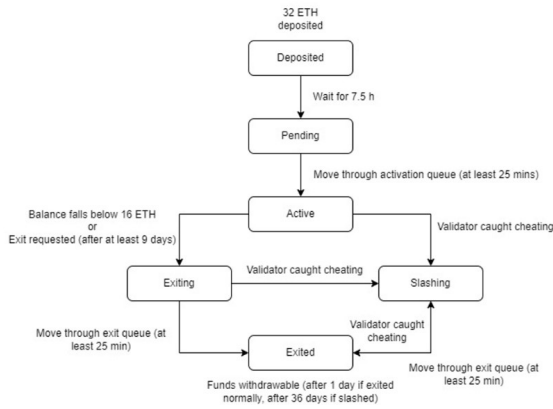 32 ETH
deposited
Deposited
Wait for 7.5 h
Pending
Move through activation queue (at least 25 mins)
Active
Balance falls below 16 ETH
or
Exit requested (after at least 9 days)
Validator caught cheating
Exiting
Validator caught cheating
Slashing
Move through exit queue (at
least 25 min)
Validator caught
cheating
Exited
Move through exit queue (at
least 25 min)
Funds withdrawable (after 1 day if exited
normally, after 36 days if slashed)